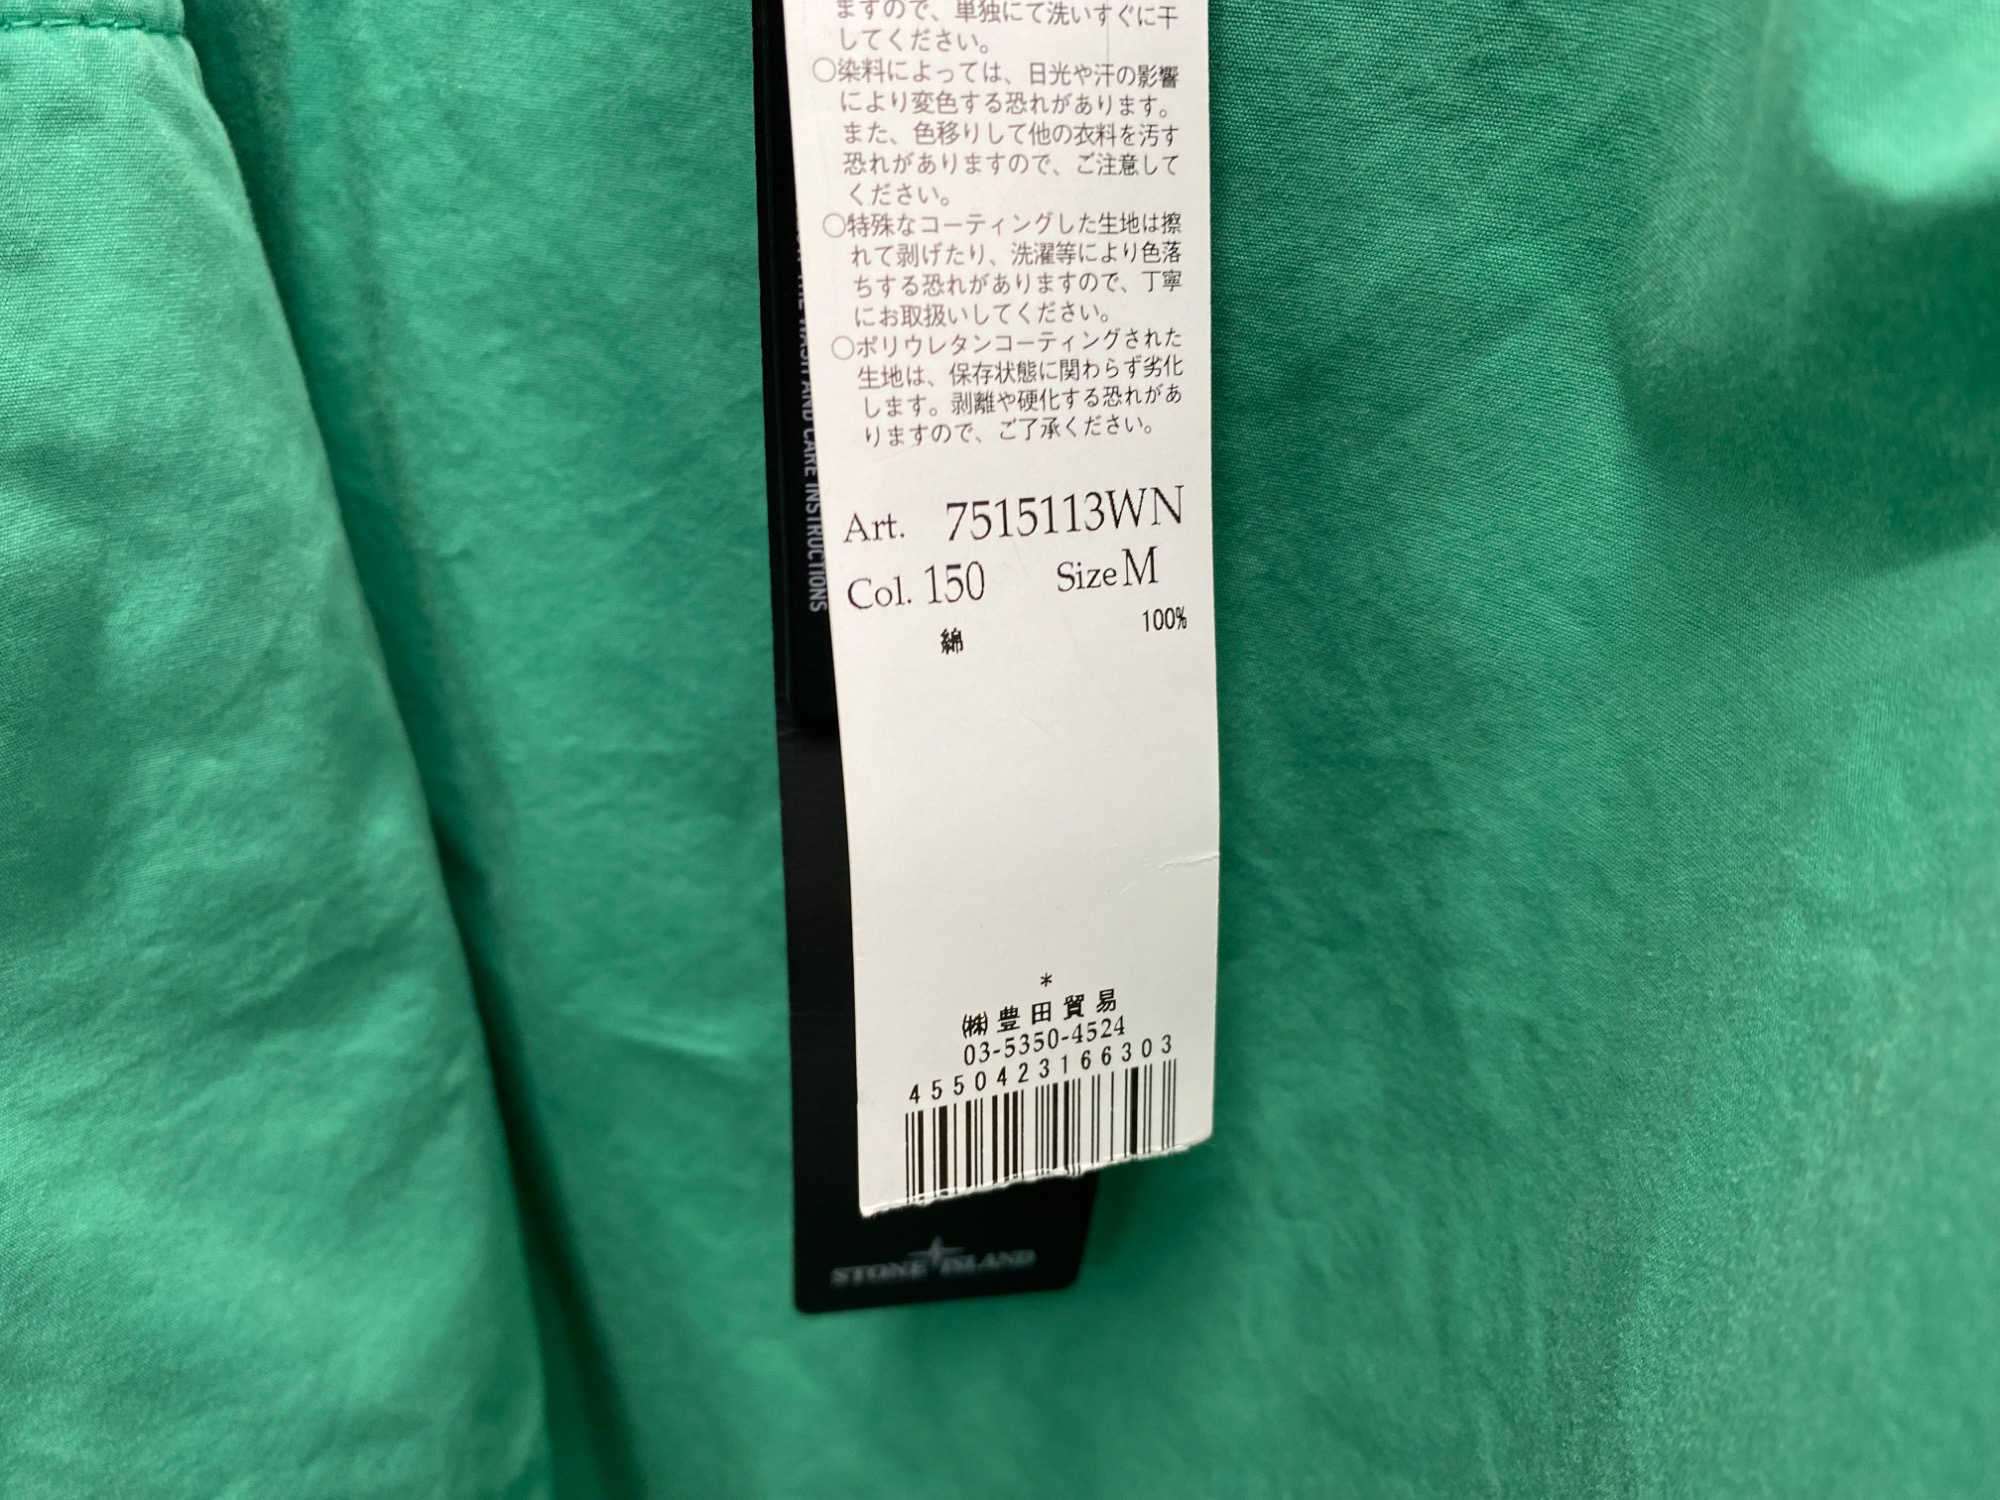 ますので、単独にて洗いすぐに干
してください。
○染料によっては、日光や汗の影響
により変色する恐れがあります。
また、色移りして他の衣料を汚す
恐れがありますので、ご注意して
ください。
○特殊なコーティングした生地は擦
れて剥げたり、洗濯等により色落
ちする恐れがありますので、丁寧
にお取扱いしてください。
○ポリウレタンコーティングされた
生地は、保存状態に関わらず劣化
します。剥離や硬化する恐れがあ
りますので、ご了承ください。
Art. 7515113WN
Col. 150 Size M
綿 100%
*
㈱豊田貿易
03-5350-4524
4550423166303
WASH AND CARE INSTRUCTIONS
STONE ISLAND